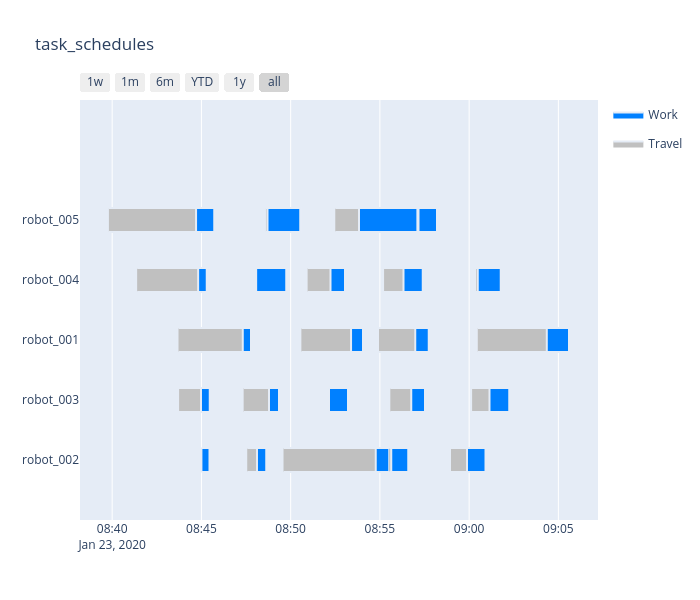 task_schedules
1w 1m 6m YTD 1y all
Work
Travel
robot_005
robot_004
robot_001
robot_003
robot_002
08:40 08:45 08:50 08:55 09:00 09:05
Jan 23, 2020